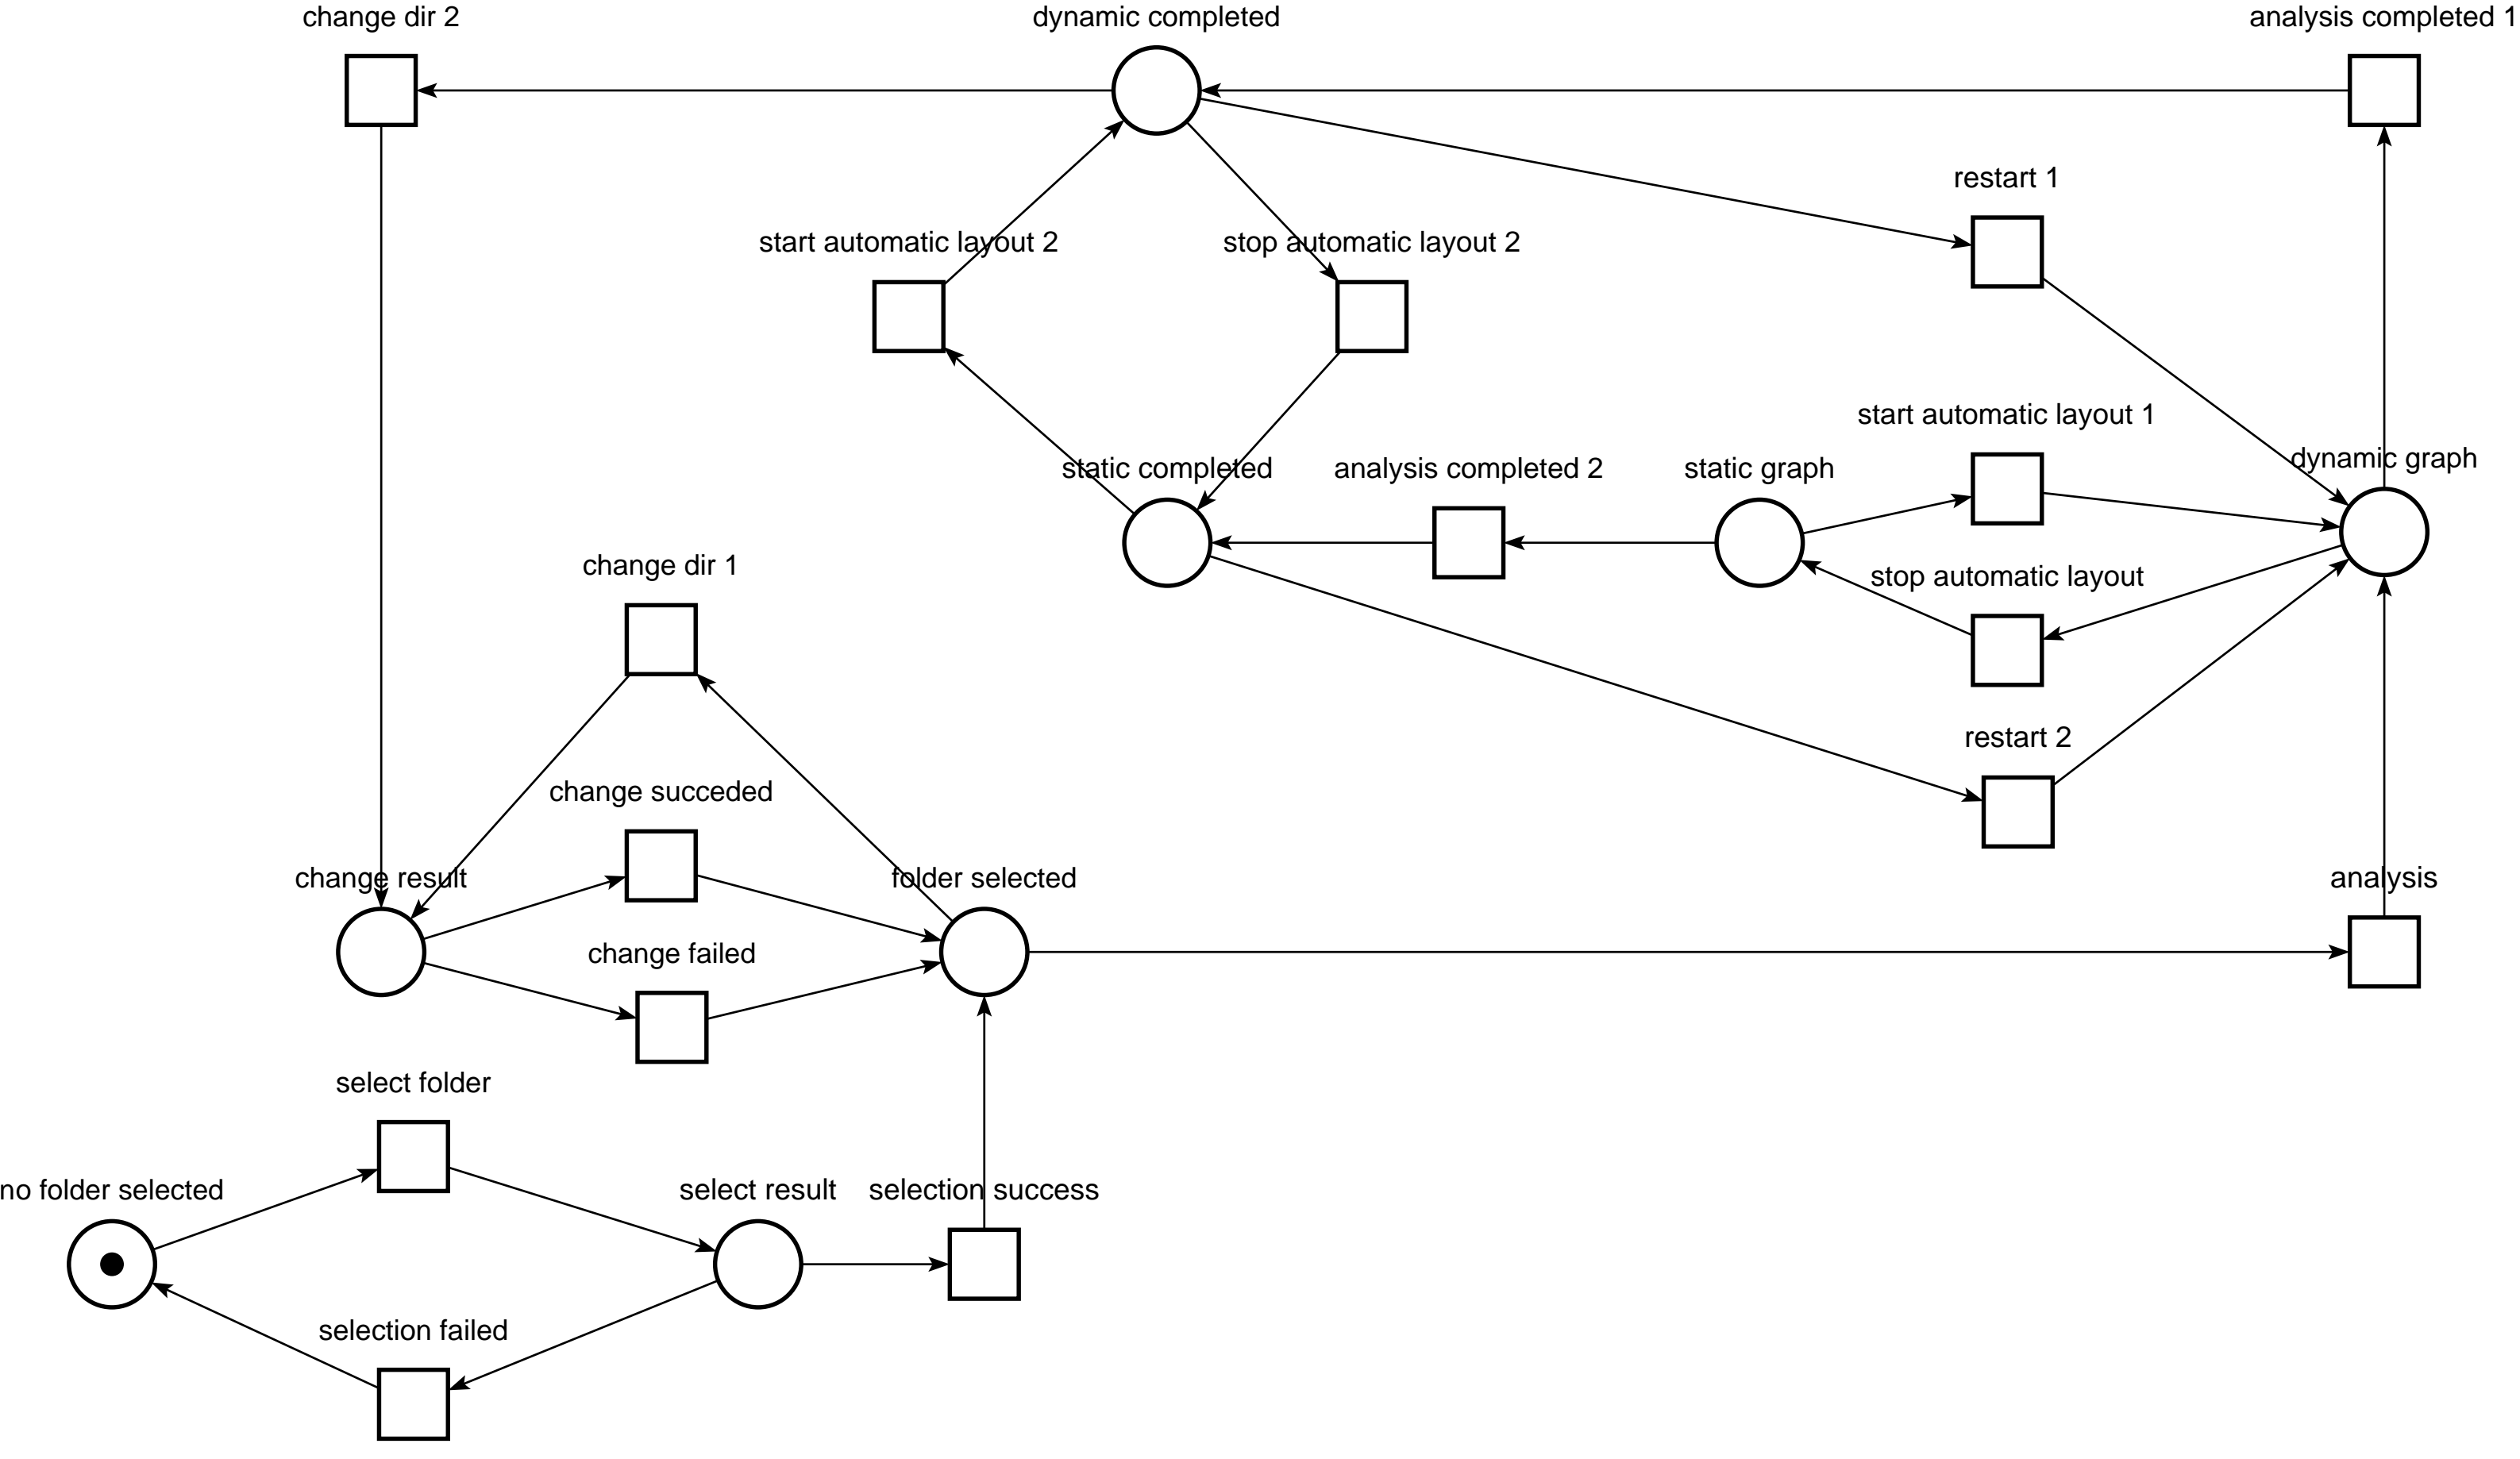 change dir 2
dynamic completed
analysis completed 1
restart 1
start automatic layout 2
stop automatic layout 2
start automatic layout 1
dynamic graph
static completed
analysis completed 2
static graph
change dir 1
stop automatic layout
restart 2
change succeded
change result
folder selected
analysis
change failed
select folder
no folder selected
select result
selection success
selection failed